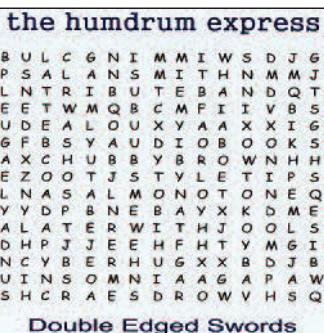 the humdrum express
B U L C G N I M M I W S D J G
P S A L A N S M I T H N M M J
L N T R I B U T E B A N D Q T
E E T W M Q B C M F I I V B S
U D E A L O U X Y A A X X I G
G F B S Y A U D I O B O O K S
A X C H U B B Y B R O W N H H
E Z O O T J S T Y L E T I P S
L N A S A L M O N O T O N E Q
Y Y D P B N E B A Y X K D M E
A L A T E R W I T H J O O L S
D H P J J E E H F H T Y M G I
N C Y B E R H U G X X B D J B
U I N S O M N I A A G A P A W
S H C R A E S D R O W V H S Q
Double Edged Swords